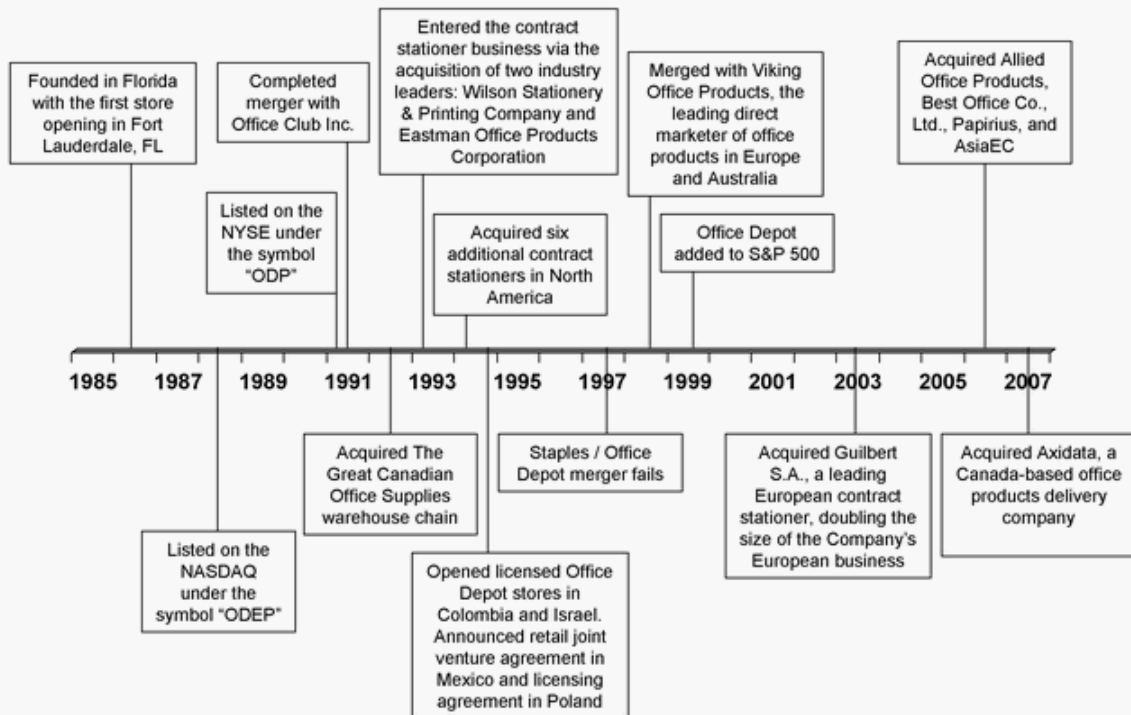 Founded in Florida
with the first store
opening in Fort
Lauderdale, FL
Completed
merger with
Office Club Inc.
Entered the contract
stationer business via the
acquisition of two industry
leaders: Wilson Stationery
& Printing Company and
Eastman Office Products
Corporation
Merged with Viking
Office Products, the
leading direct
marketer of office
products in Europe
and Australia
Acquired Allied
Office Products,
Best Office Co.,
Ltd., Papirius, and
AsiaEC
Listed on the
NYSE under
the symbol
“ODP”
Acquired six
additional contract
stationers in North
America
Office Depot
added to S&P 500
1985 1987 1989 1991 1993 1995 1997 1999 2001 2003 2005 2007
Acquired The
Great Canadian
Office Supplies
warehouse chain
Staples / Office
Depot merger fails
Acquired Guilbert
S.A., a leading
European contract
stationer, doubling the
size of the Company’s
European business
Acquired Axidata, a
Canada-based office
products delivery
company
Listed on the
NASDAQ
under the
symbol “ODEP”
Opened licensed Office
Depot stores in
Colombia and Israel.
Announced retail joint
venture agreement in
Mexico and licensing
agreement in Poland